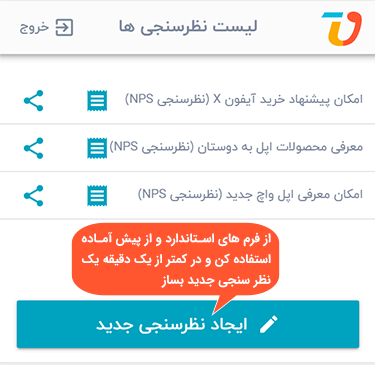 لیست نظرسنجی ها
خروج
امکان پیشنهاد خرید آیفون X (نظرسنجی NPS)
معرفی محصولات اپل به دوستان (نظرسنجی NPS)
امکان معرفی اپل واچ جدید (نظرسنجی NPS)
از فرم های استاندارد و از پیش آماده
استفاده کن و در کمتر از یک دقیقه یک
نظر سنجی جدید بساز
ایجاد نظرسنجی جدید